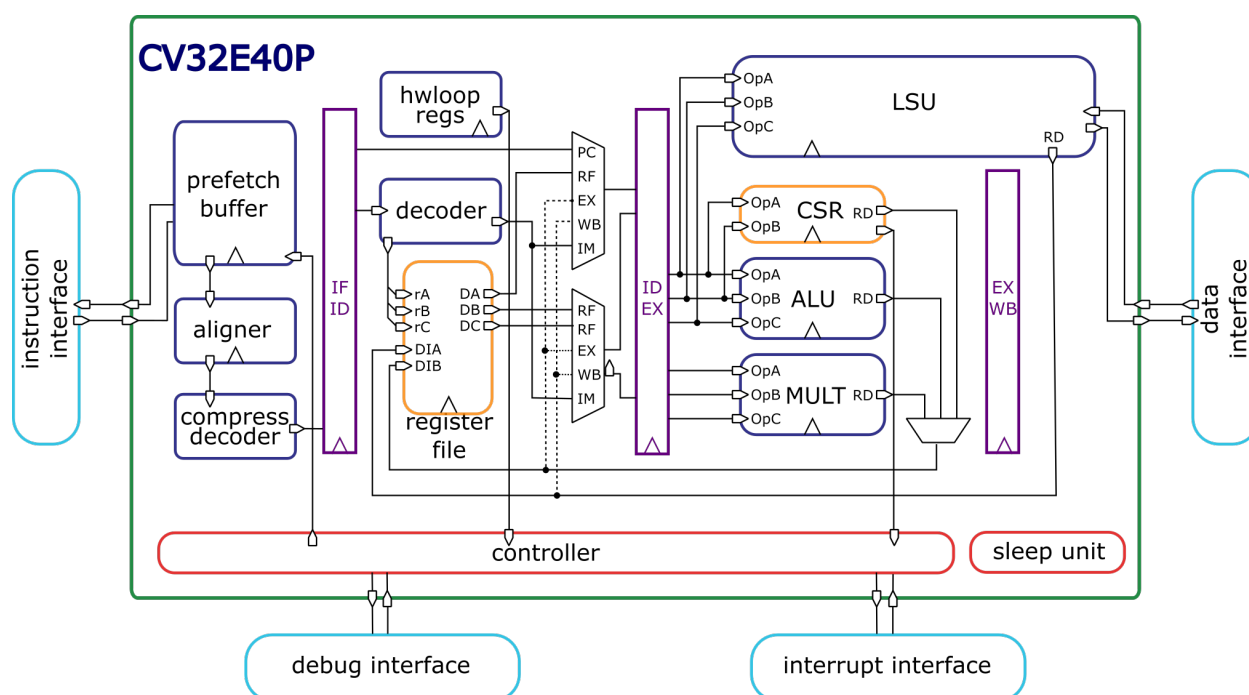 CV32E40P
instruction
interface
prefetch
buffer
aligner
compress
decoder
IF
ID
hwloop
regs
decoder
rA
rB
rC
DIA
DIB
DA
DB
DC
register
file
PC
RF
EX
WB
IM
RF
RF
EX
WB
IM
ID
EX
OpA
OpB
OpC
LSU
RD
OpA
OpB
CSR
RD
OpA
OpB
OpC
ALU
RD
OpA
OpB
OpC
MULT
RD
EX
WB
data
interface
controller
sleep unit
debug interface
interrupt interface